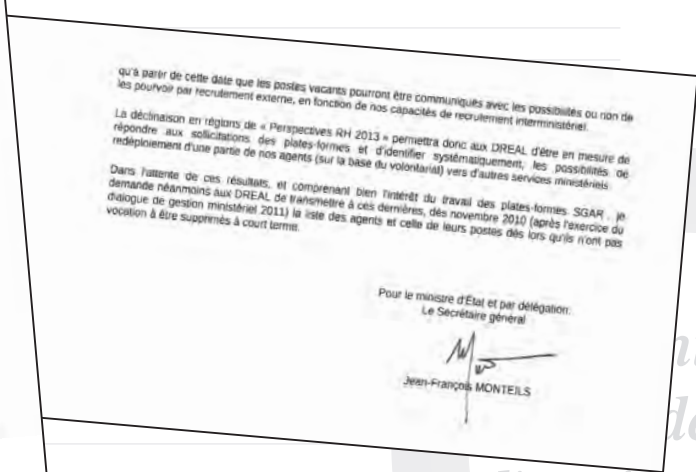 qu'à partir de cette date que les postes vacants pourront être communiqués avec les possibilités ou non de
les pourvoir par recrutement externe, en fonction de nos capacités de recrutement interministériel.
La déclinaison en régions de « Perspectives RH 2013 » permettra donc aux DREAL d'être en mesure de
répondre aux sollicitations des plates-formes et d'identifier systématiquement, les possibilités de
redéploiement d'une partie de nos agents (sur la base du volontariat) vers d'autres services ministériels.
Dans l'attente de ces résultats, et comprenant bien l'intérêt du travail des plates-formes SGAR , je
demande néanmoins aux DREAL de transmettre à ces dernières, dès novembre 2010 (après l'exercice du
dialogue de gestion ministériel 2011) la liste des agents et celle de leurs postes dès lors qu'ils n'ont pas
vocation à être supprimés à court terme.
Pour le ministre d'État et par délégation.
Le Secrétaire général
Jean-François MONTEILS